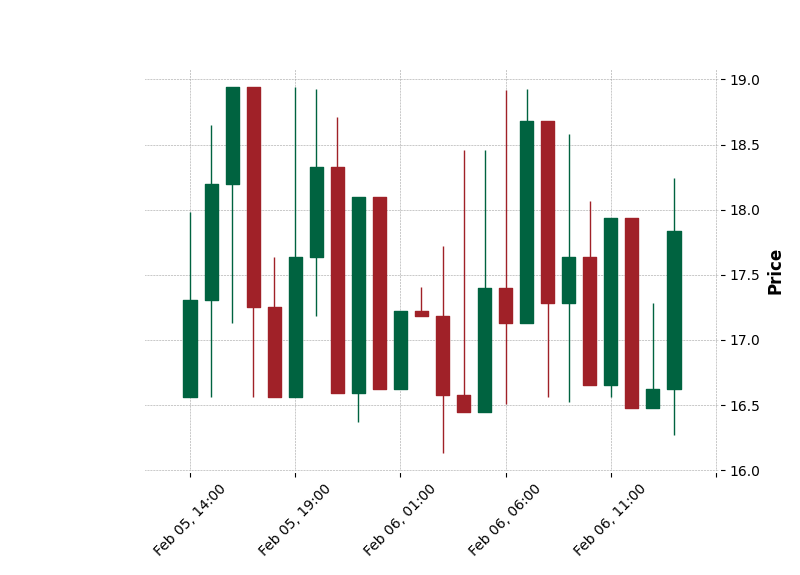 19.0
18.5
18.0
17.5
17.0
16.5
16.0
Price
Feb 05, 14:00
Feb 05, 19:00
Feb 06, 01:00
Feb 06, 06:00
Feb 06, 11:00